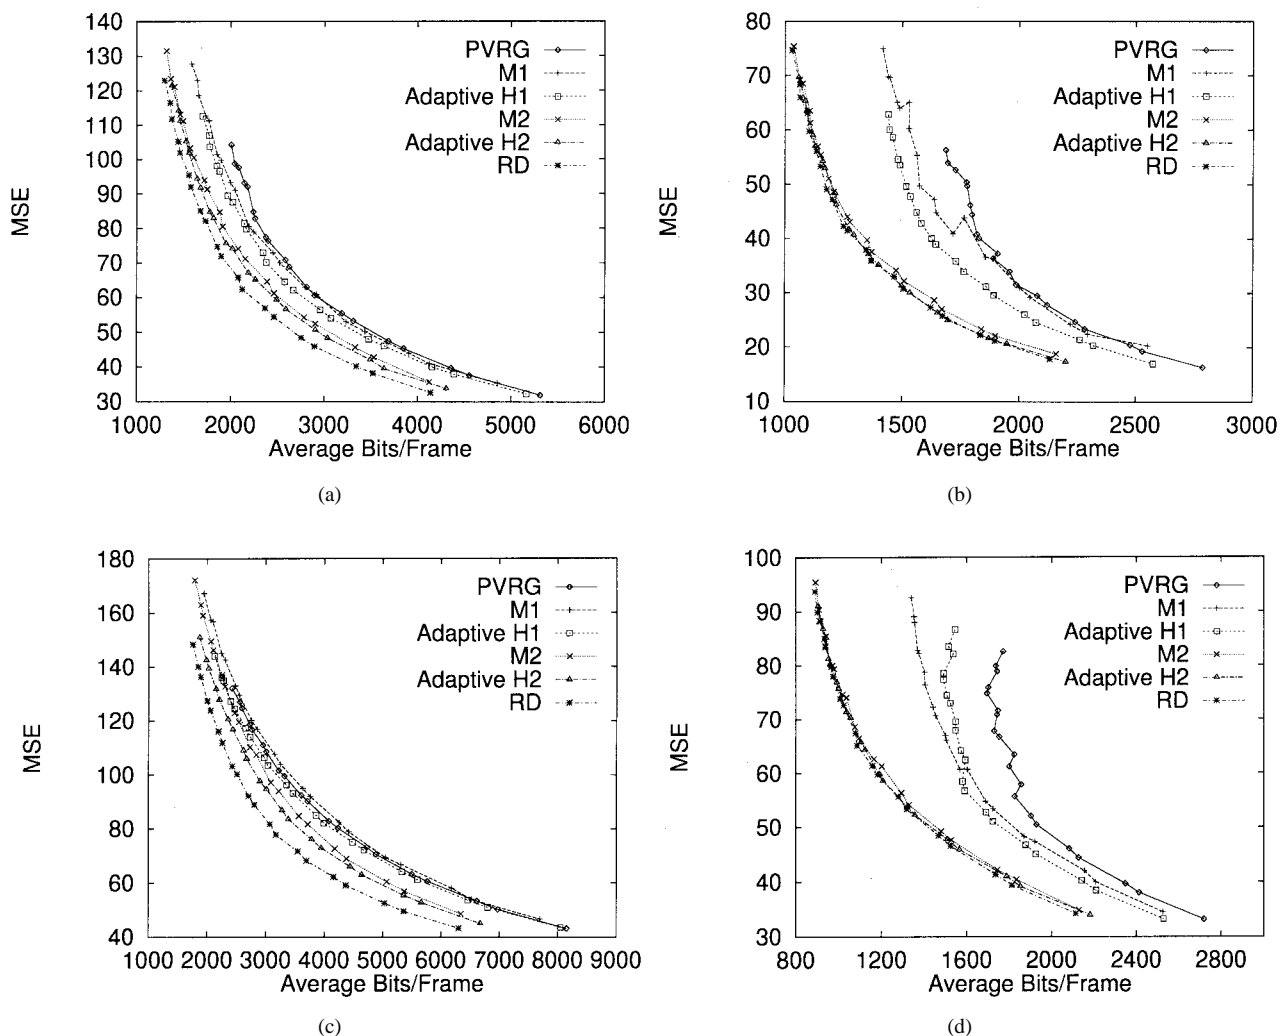 140
130
120
110
100
90
80
70
60
50
40
30
MSE
1000 2000 3000 4000 5000 6000
Average Bits/Frame
PVRG
M1
Adaptive H1
M2
Adaptive H2
RD
(a)
80
70
60
50
40
30
20
10
MSE
1000 1500 2000 2500 3000
Average Bits/Frame
PVRG
M1
Adaptive H1
M2
Adaptive H2
RD
(b)
180
160
140
120
100
80
60
40
MSE
1000 2000 3000 4000 5000 6000 7000 8000 9000
Average Bits/Frame
PVRG
M1
Adaptive H1
M2
Adaptive H2
RD
(c)
100
90
80
70
60
50
40
30
MSE
800 1200 1600 2000 2400 2800
Average Bits/Frame
PVRG
M1
Adaptive H1
M2
Adaptive H2
RD
(d)